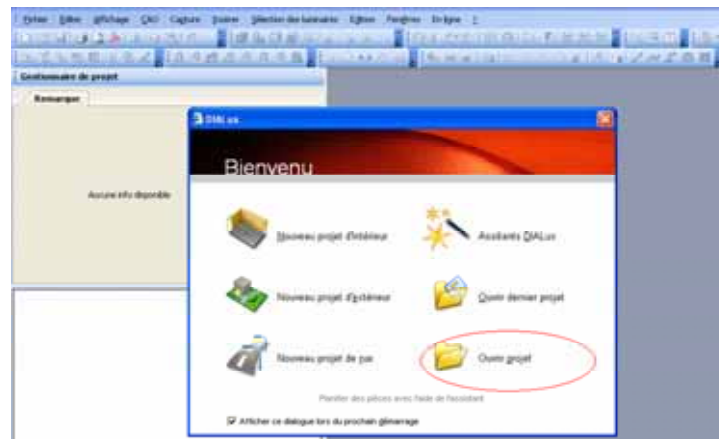 Fichier Edition Affichage CAO Capture Insérer Sélection des luminaires Editeur Fenêtres En ligne ?
Gestionnaire de projet
Remarque
Aucune info disponible
DIALux
Bienvenu
Nouveau projet d'intérieur
Assistants DIALux
Nouveau projet d'extérieur
Ouvrir dernier projet
Nouveau projet de rue
Ouvrir projet
Planifier des pièces avec l'aide de l'assistant
Afficher ce dialogue lors du prochain démarrage